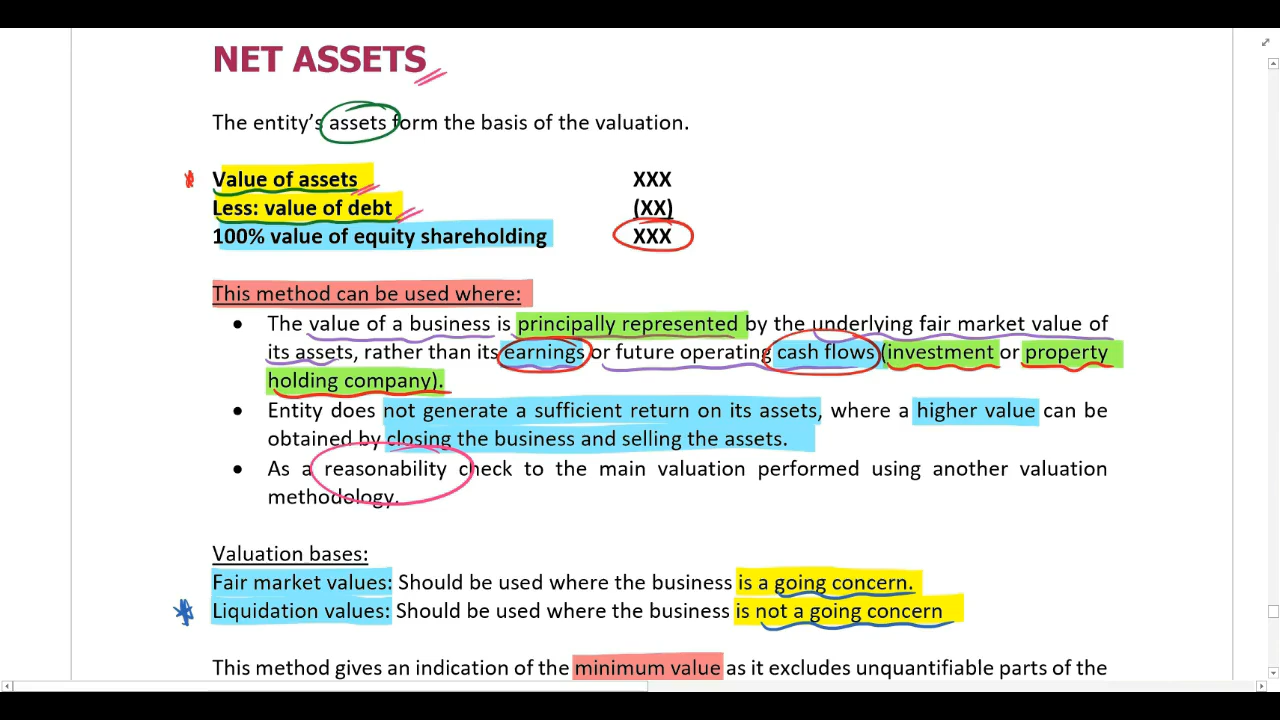 NET ASSETS
The entity's assets form the basis of the valuation.
Value of assets XXX
Less: value of debt (XX)
100% value of equity shareholding XXX
This method can be used where:
• The value of a business is principally represented by the underlying fair market value of
its assets, rather than its earnings or future operating cash flows (investment or property
holding company).
• Entity does not generate a sufficient return on its assets, where a higher value can be
obtained by closing the business and selling the assets.
• As a reasonability check to the main valuation performed using another valuation
methodology.
Valuation bases:
Fair market values: Should be used where the business is a going concern.
Liquidation values: Should be used where the business is not a going concern
This method gives an indication of the minimum value as it excludes unquantifiable parts of the